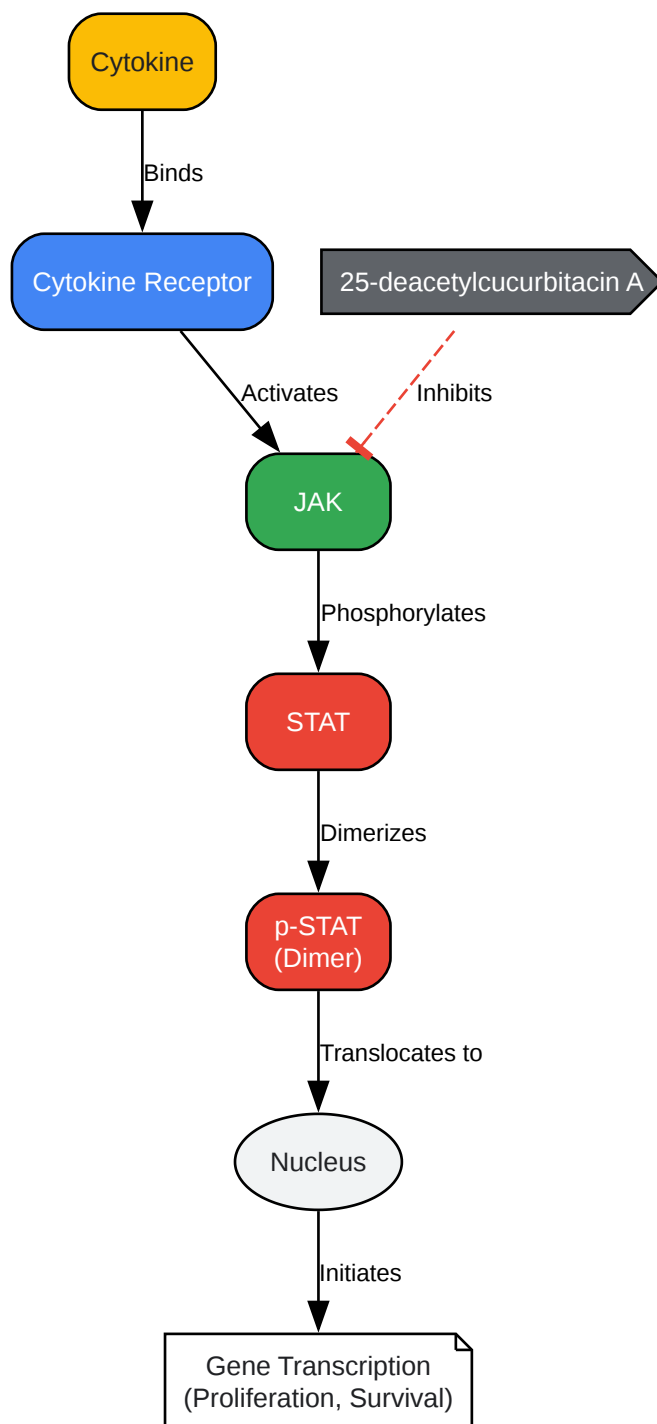 Cytokine
Binds
Cytokine Receptor
25-deacetylcucurbitacin A
Activates
Inhibits
JAK
Phosphorylates
STAT
Dimerizes
p-STAT
(Dimer)
Translocates to
Nucleus
Initiates
Gene Transcription
(Proliferation, Survival)